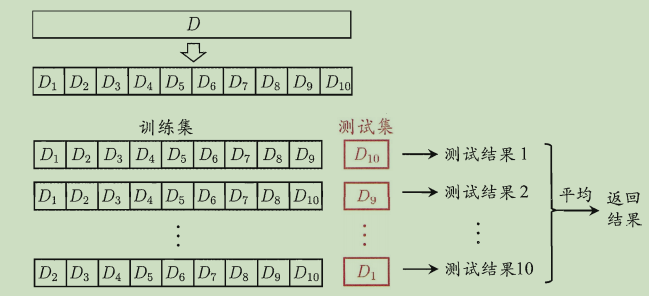 D
D₁ D₂ D₃ D₄ D₅ D₆ D₇ D₈ D₉ D₁₀
训练集 测试集
D₁ D₂ D₃ D₄ D₅ D₆ D₇ D₈ D₉ D₁₀ 测试结果 1
D₁ D₂ D₃ D₄ D₅ D₆ D₇ D₈ D₁₀ D₉ 测试结果 2
平均 返回
结果
⋮ ⋮ ⋮
D₂ D₃ D₄ D₅ D₆ D₇ D₈ D₉ D₁₀ D₁ 测试结果10